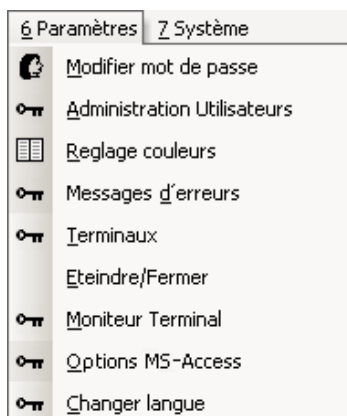 6 Paramètres 7 Système
Modifier mot de passe
Administration Utilisateurs
Reglage couleurs
Messages d´erreurs
Terminaux
Eteindre/Fermer
Moniteur Terminal
Options MS-Access
Changer langue